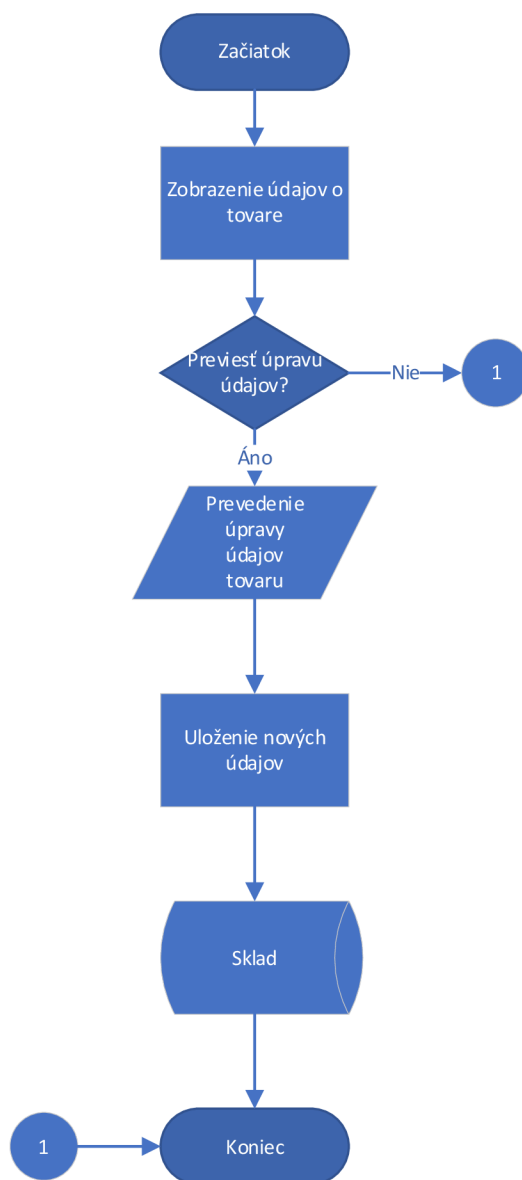 Začiatok
Zobrazenie údajov o
tovare
Previesť úpravu
údajov?
Nie
1
Áno
Prevedenie
úpravy
údajov
tovaru
Uloženie nových
údajov
Sklad
1
Koniec